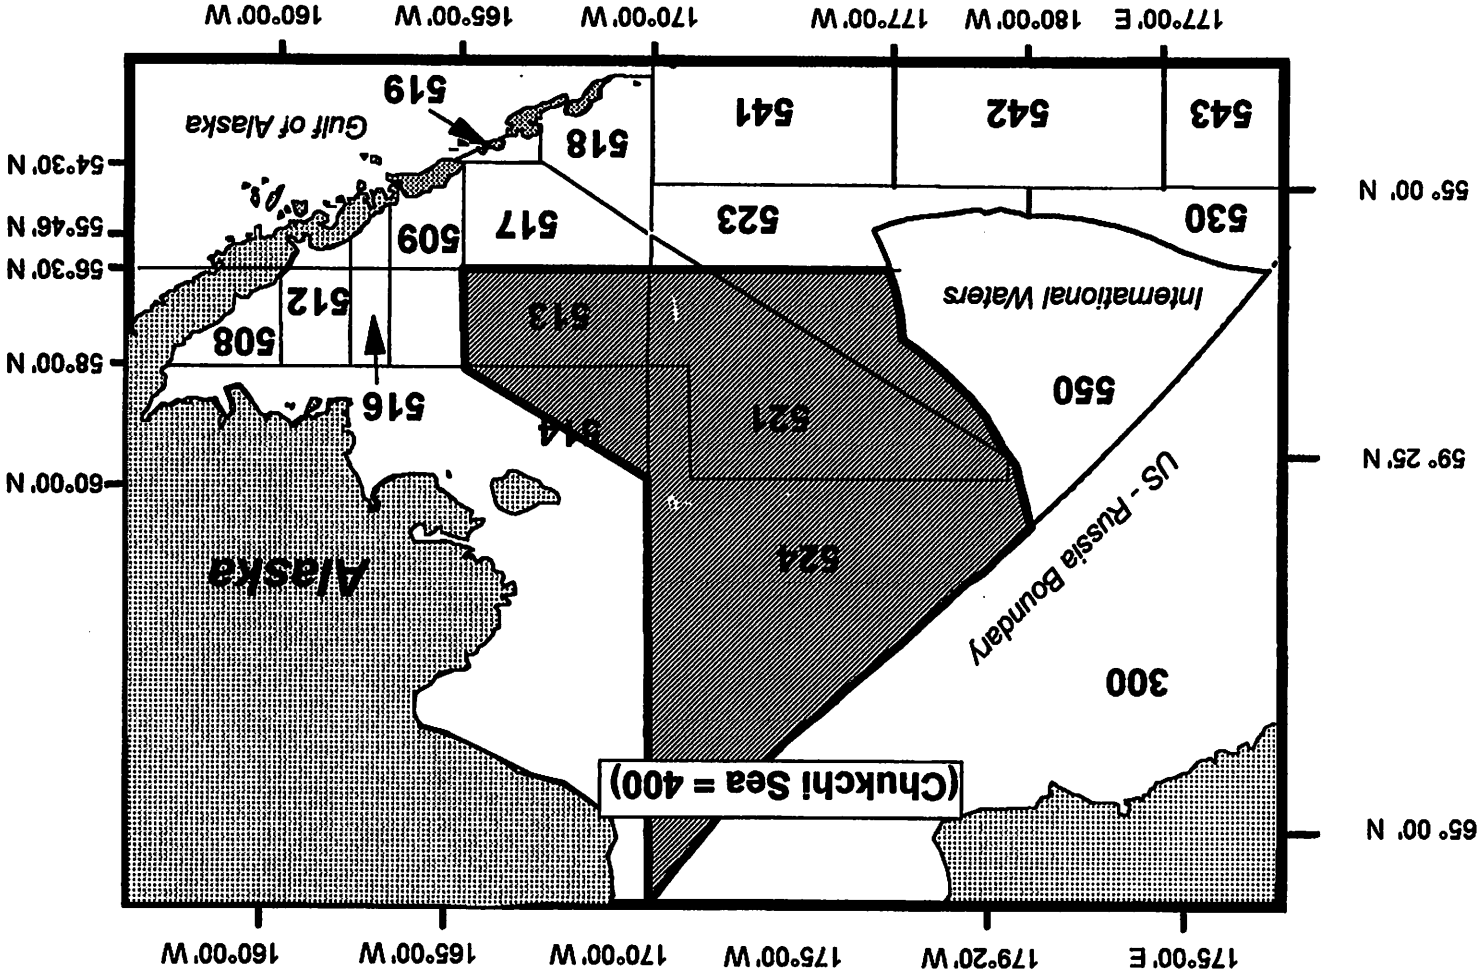 175°00' E
179°20' W
175°00' W
170°00' W
165°00' W
160°00' W
65° 00' N
(Chukchi Sea = 400)
300
US - Russia Boundary
524
Alaska
60°00' N
59° 25' N
514
516
521
550
58°00' N
508
512
513
International Waters
56°30' N
55°46' N
509
517
523
530
55° 00' N
54°30' N
518
519
Gulf of Alaska
541
542
543
177°00' E
180°00' W
177°00' W
170°00' W
165°00' W
160°00' W